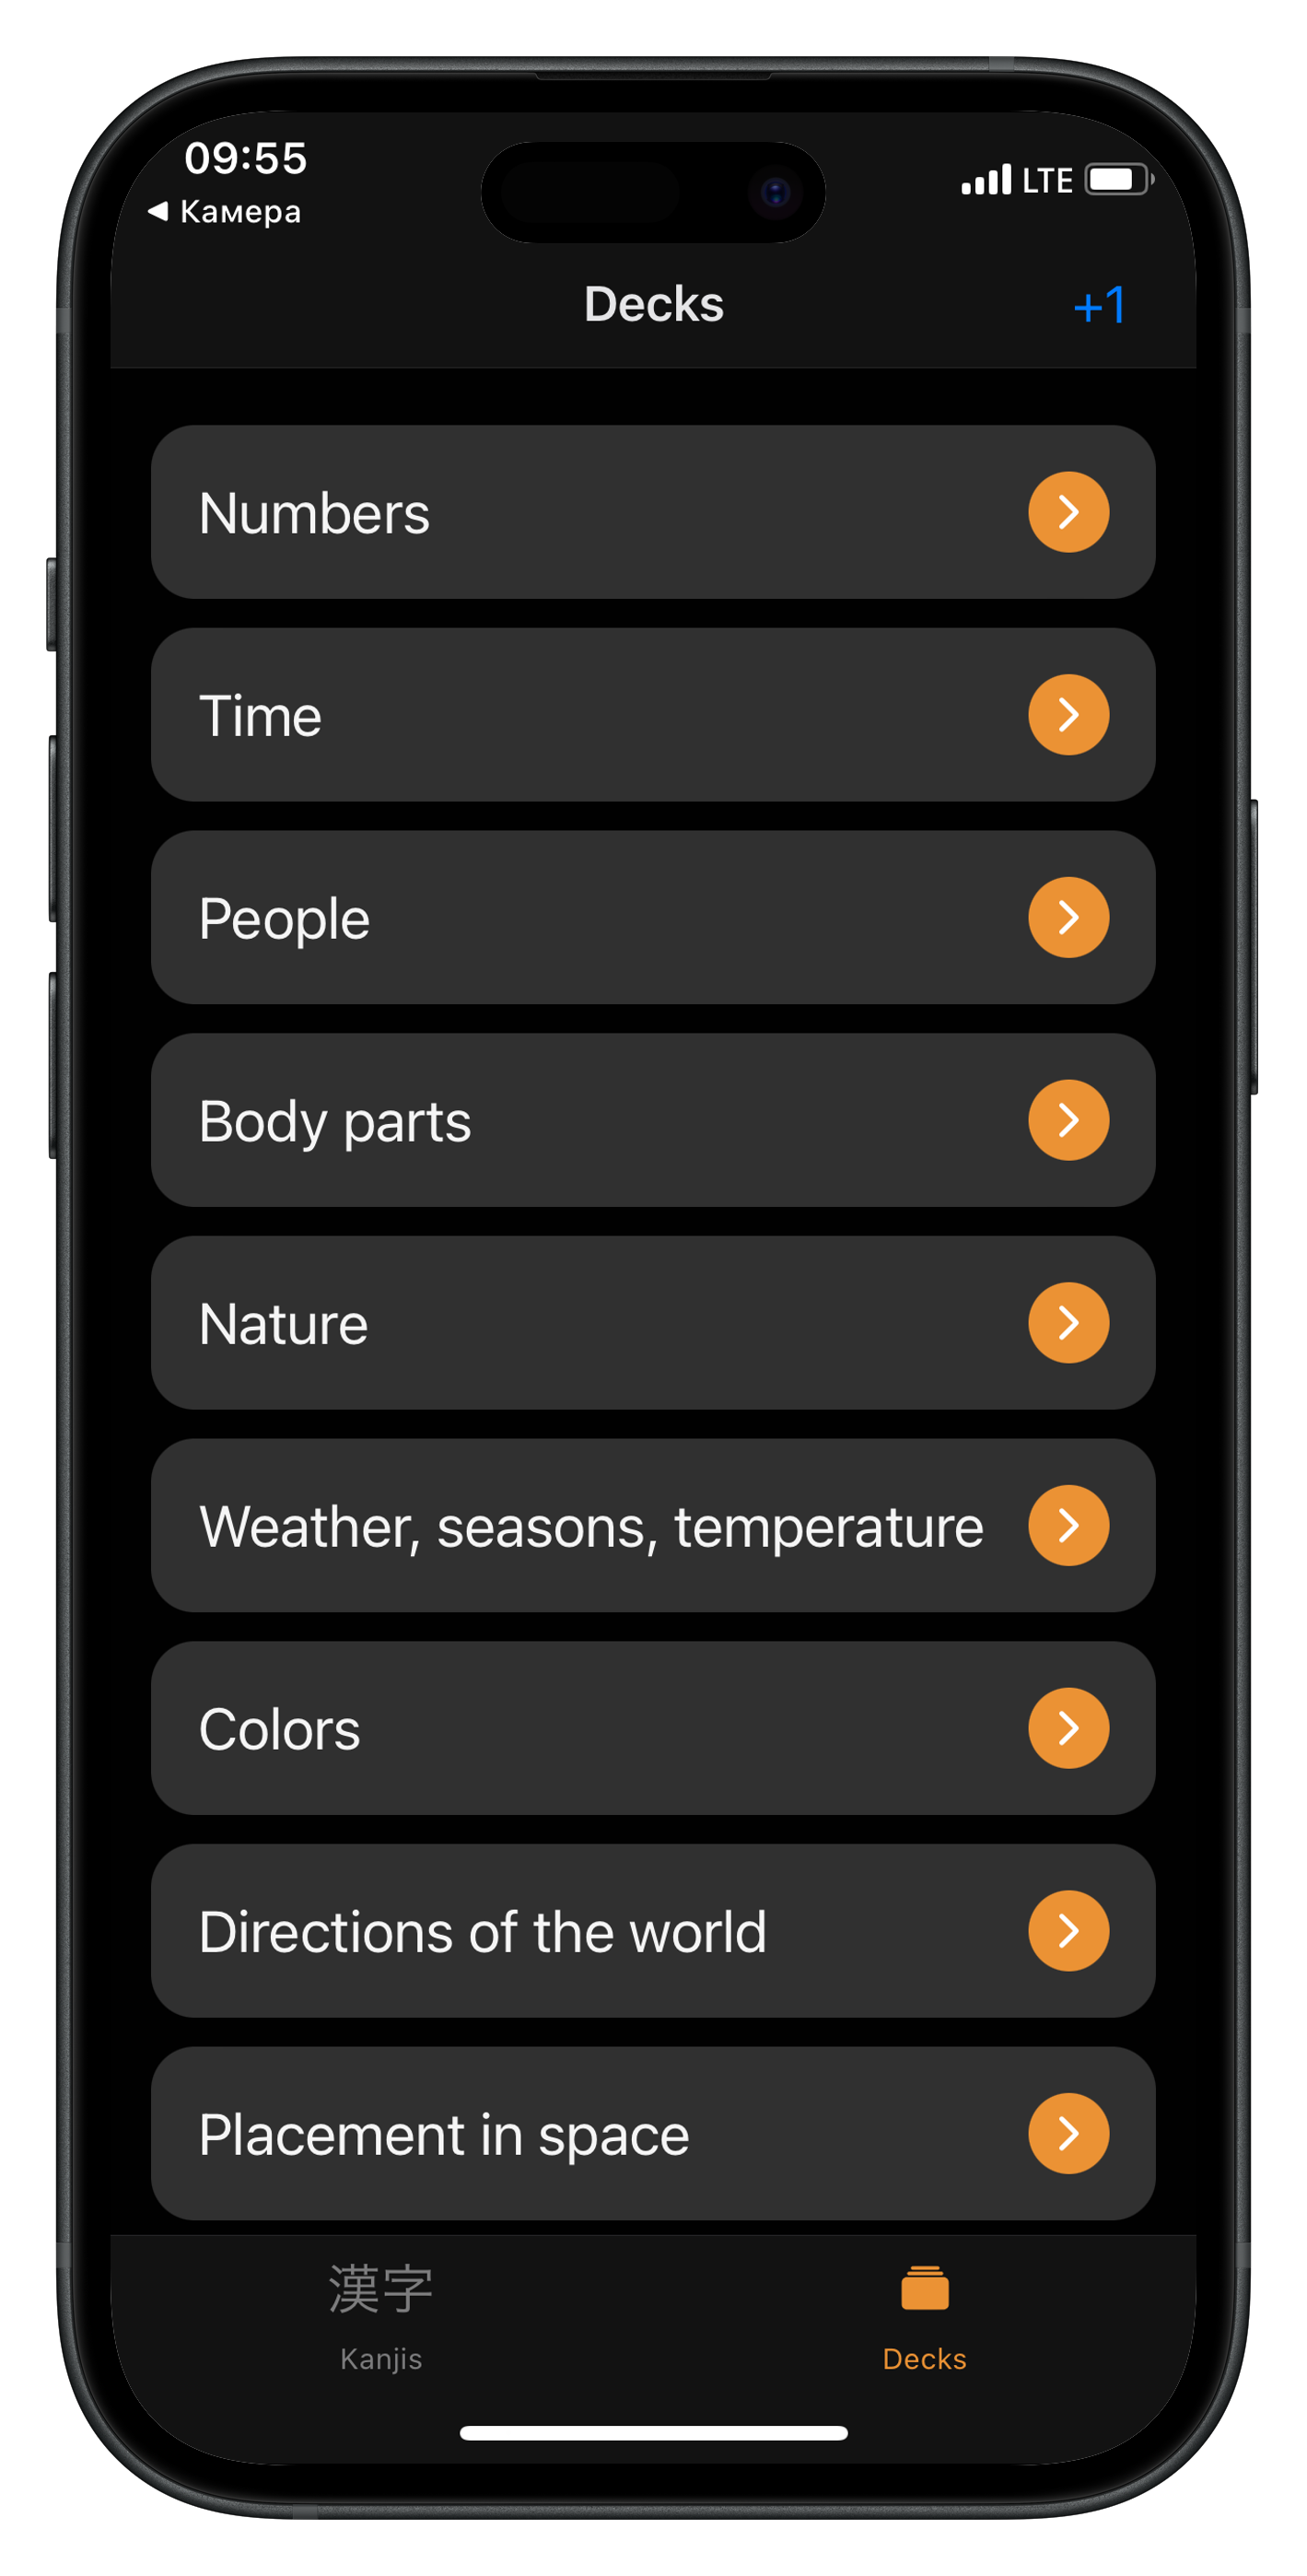 09:55
Камера
LTE
Decks
+1
Numbers
Time
People
Body parts
Nature
Weather, seasons, temperature
Colors
Directions of the world
Placement in space
漢字
Kanjis
Decks